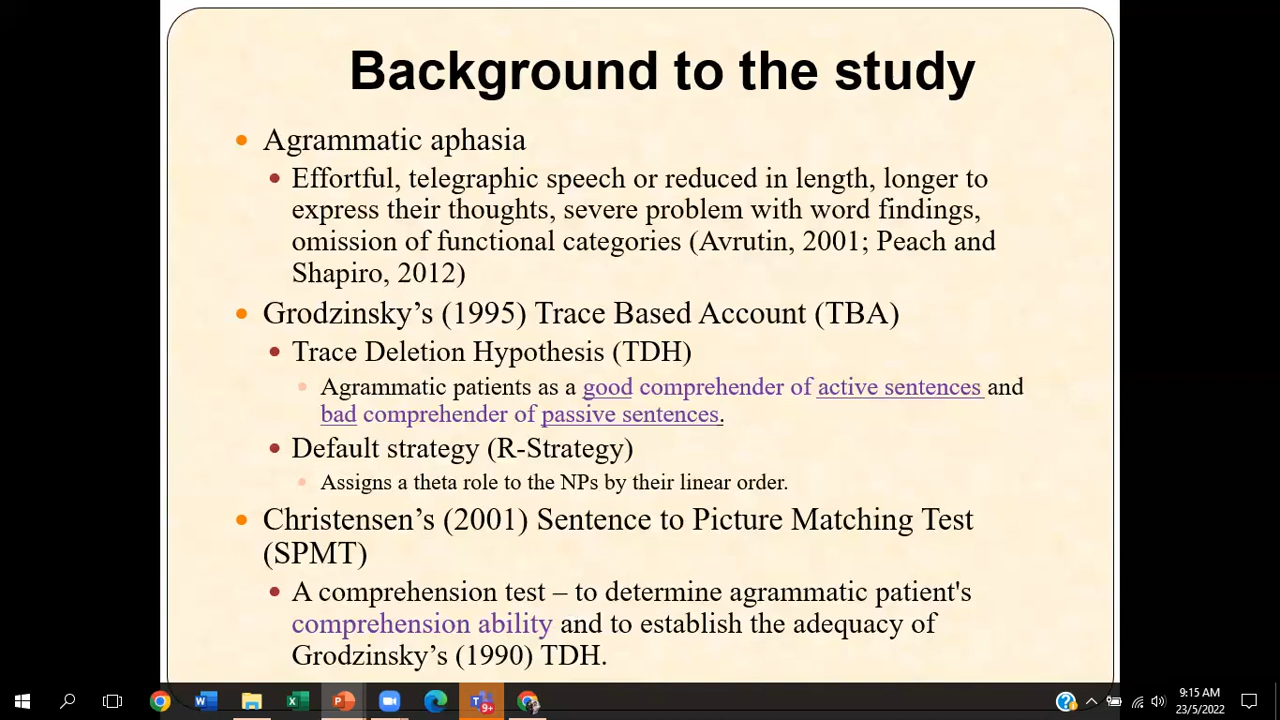 Background to the study
Agrammatic aphasia
Effortful, telegraphic speech or reduced in length, longer to
express their thoughts, severe problem with word findings,
omission of functional categories (Avrutin, 2001; Peach and
Shapiro, 2012)
Grodzinsky’s (1995) Trace Based Account (TBA)
Trace Deletion Hypothesis (TDH)
Agrammatic patients as a good comprehender of active sentences and
bad comprehender of passive sentences.
Default strategy (R-Strategy)
Assigns a theta role to the NPs by their linear order.
Christensen’s (2001) Sentence to Picture Matching Test
(SPMT)
A comprehension test – to determine agrammatic patient's
comprehension ability and to establish the adequacy of
Grodzinsky’s (1990) TDH.
9+
9:15 AM
23/5/2022